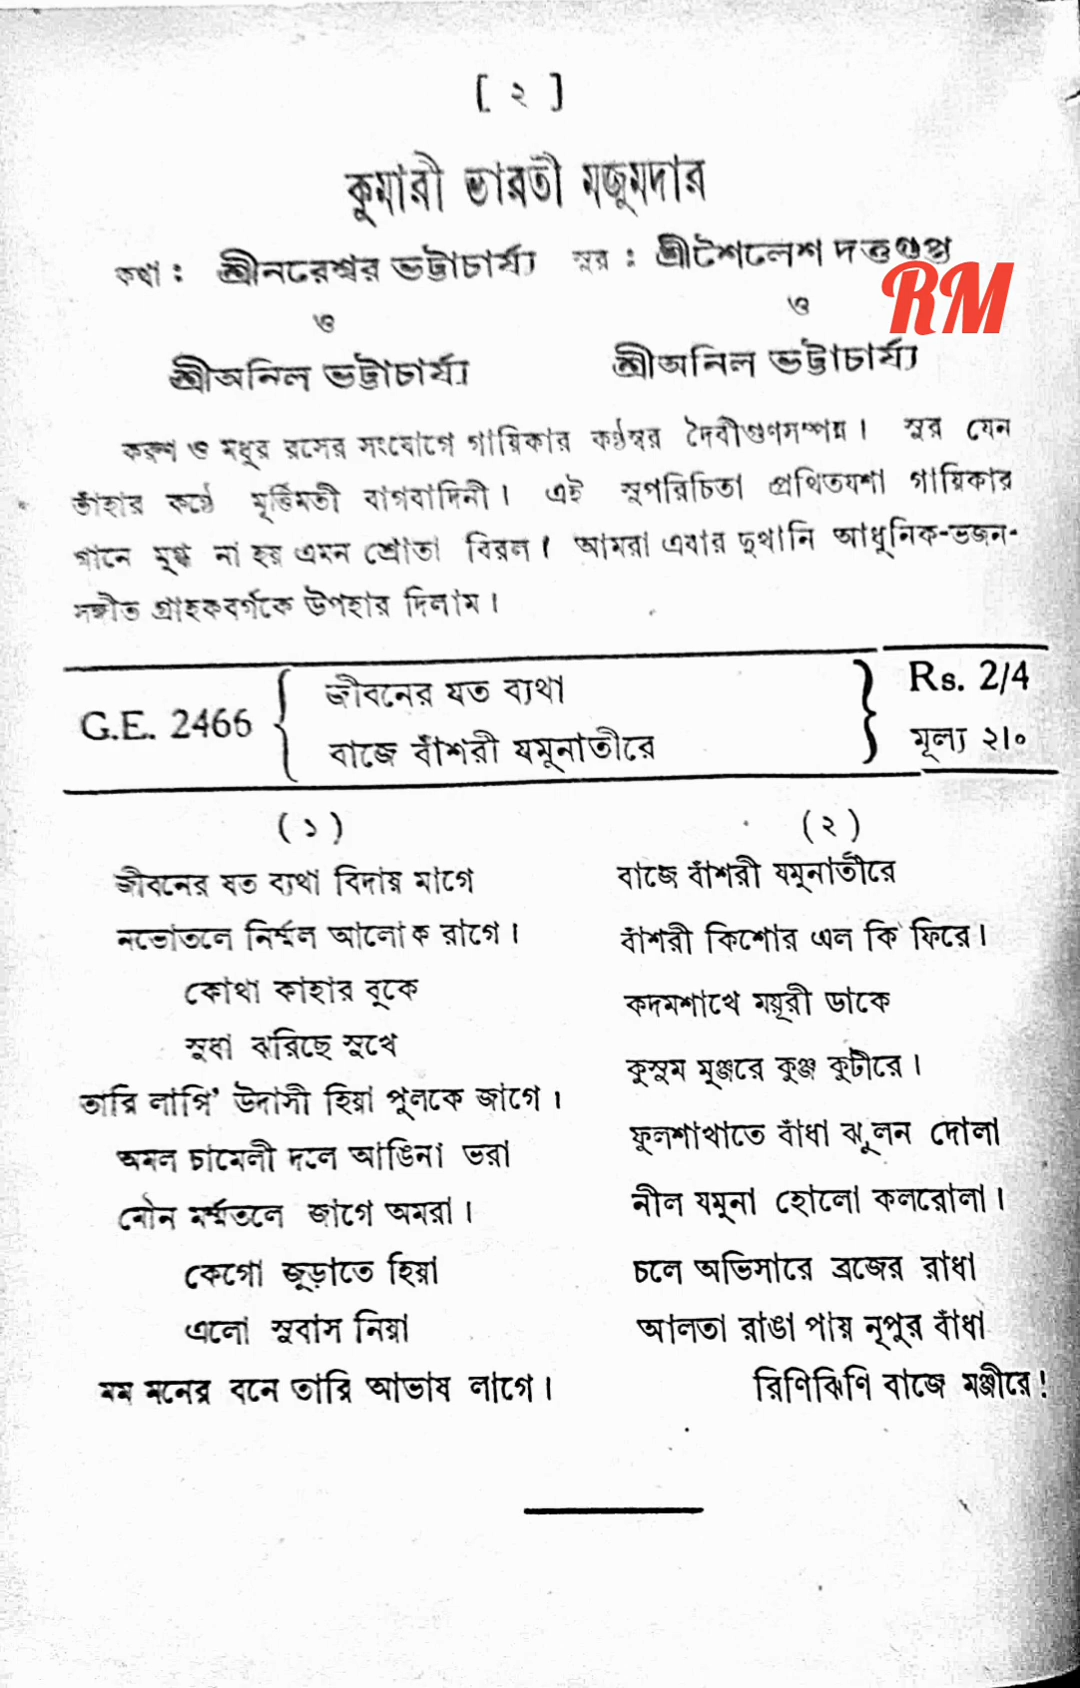 [ ২ ]
কুমারী ভারতী মজুমদার
কথা : শ্রীনরেশ্বর ভট্টাচার্য্য সুর : শ্রীশৈলেশ দত্তগুপ্ত
ও ও
RM
শ্রীঅনিল ভট্টাচার্য্য শ্রীঅনিল ভট্টাচার্য্য
করুণ ও মধুর রসের সংযোগে গায়িকার কণ্ঠস্বর দৈবীগুণসম্পন্ন। সুর যেন
তাঁহার কণ্ঠে মূর্ত্তিমতী বাগবাদিনী। এই সুপরিচিতা প্রথিতযশা গায়িকার
গানে মুগ্ধ না হয় এমন শ্রোতা বিরল। আমরা এবার দুখানি আধুনিক-ভজন-
সঙ্গীত গ্রাহকবর্গকে উপহার দিলাম।
G.E. 2466 { জীবনের যত ব্যথা } Rs. 2/4
বাজে বাঁশরী যমুনাতীরে মূল্য ২৷৹
(১)
জীবনের যত ব্যথা বিদায় মাগে
নভোতলে নির্ম্মল আলোক রাগে।
কোথা কাহার বুকে
সুধা ঝরিছে সুখে
তারি লাগি’ উদাসী হিয়া পুলকে জাগে।
অমল চামেলী দলে আঙিনা ভরা
মৌন মর্ম্মতলে জাগে অমরা।
কেগো জুড়াতে হিয়া
এলো সুবাস নিয়া
মম মনের বনে তারি আভাষ লাগে।
(২)
বাজে বাঁশরী যমুনাতীরে
বাঁশরী কিশোর এল কি ফিরে।
কদমশাখে ময়ূরী ডাকে
কুসুম মুঞ্জরে কুঞ্জ কুটীরে।
ফুলশাখাতে বাঁধা ঝুলন দোলা
নীল যমুনা হোলো কলরোলা।
চলে অভিসারে ব্রজের রাধা
আলতা রাঙা পায় নূপুর বাঁধা
রিণিঝিণি বাজে মঞ্জীরে!